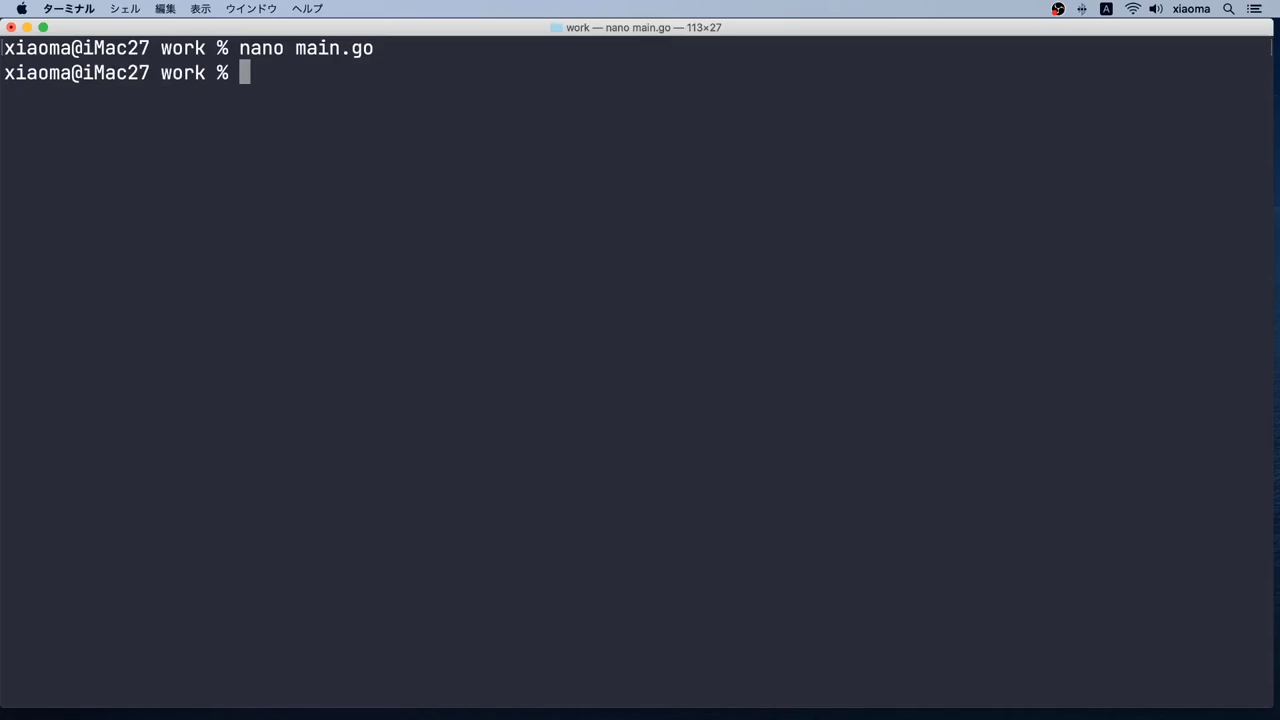 ターミナル シェル 編集 表示 ウインドウ ヘルプ A xiaoma
work — nano main.go — 113×27
xiaoma@iMac27 work % nano main.go
xiaoma@iMac27 work %